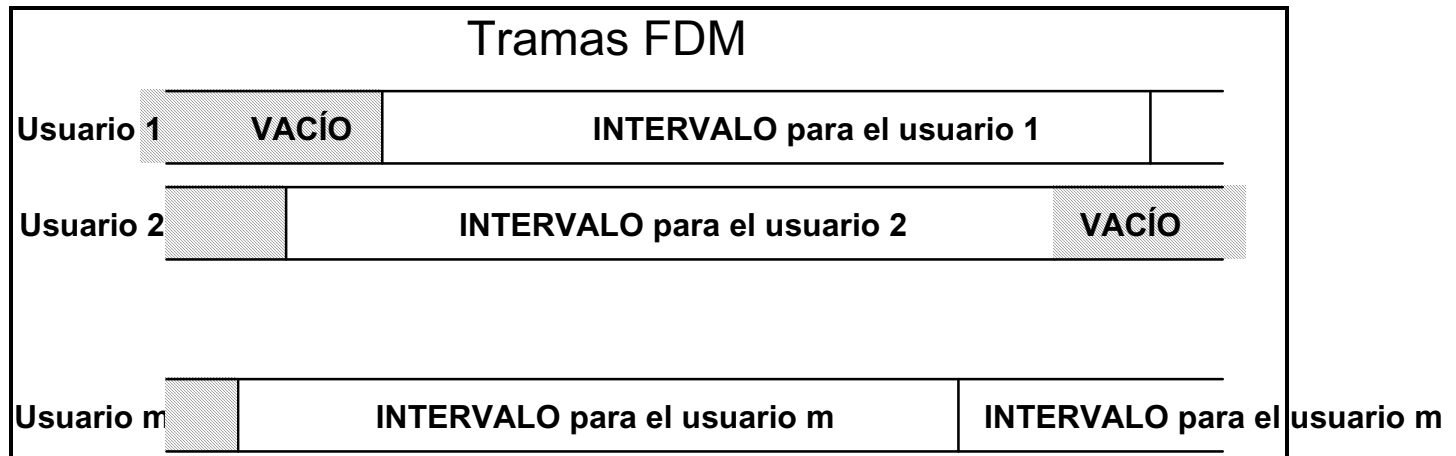 Tramas FDM
Usuario 1 VACÍO INTERVALO para el usuario 1
Usuario 2 INTERVALO para el usuario 2 VACÍO
Usuario m INTERVALO para el usuario m INTERVALO para el usuario m